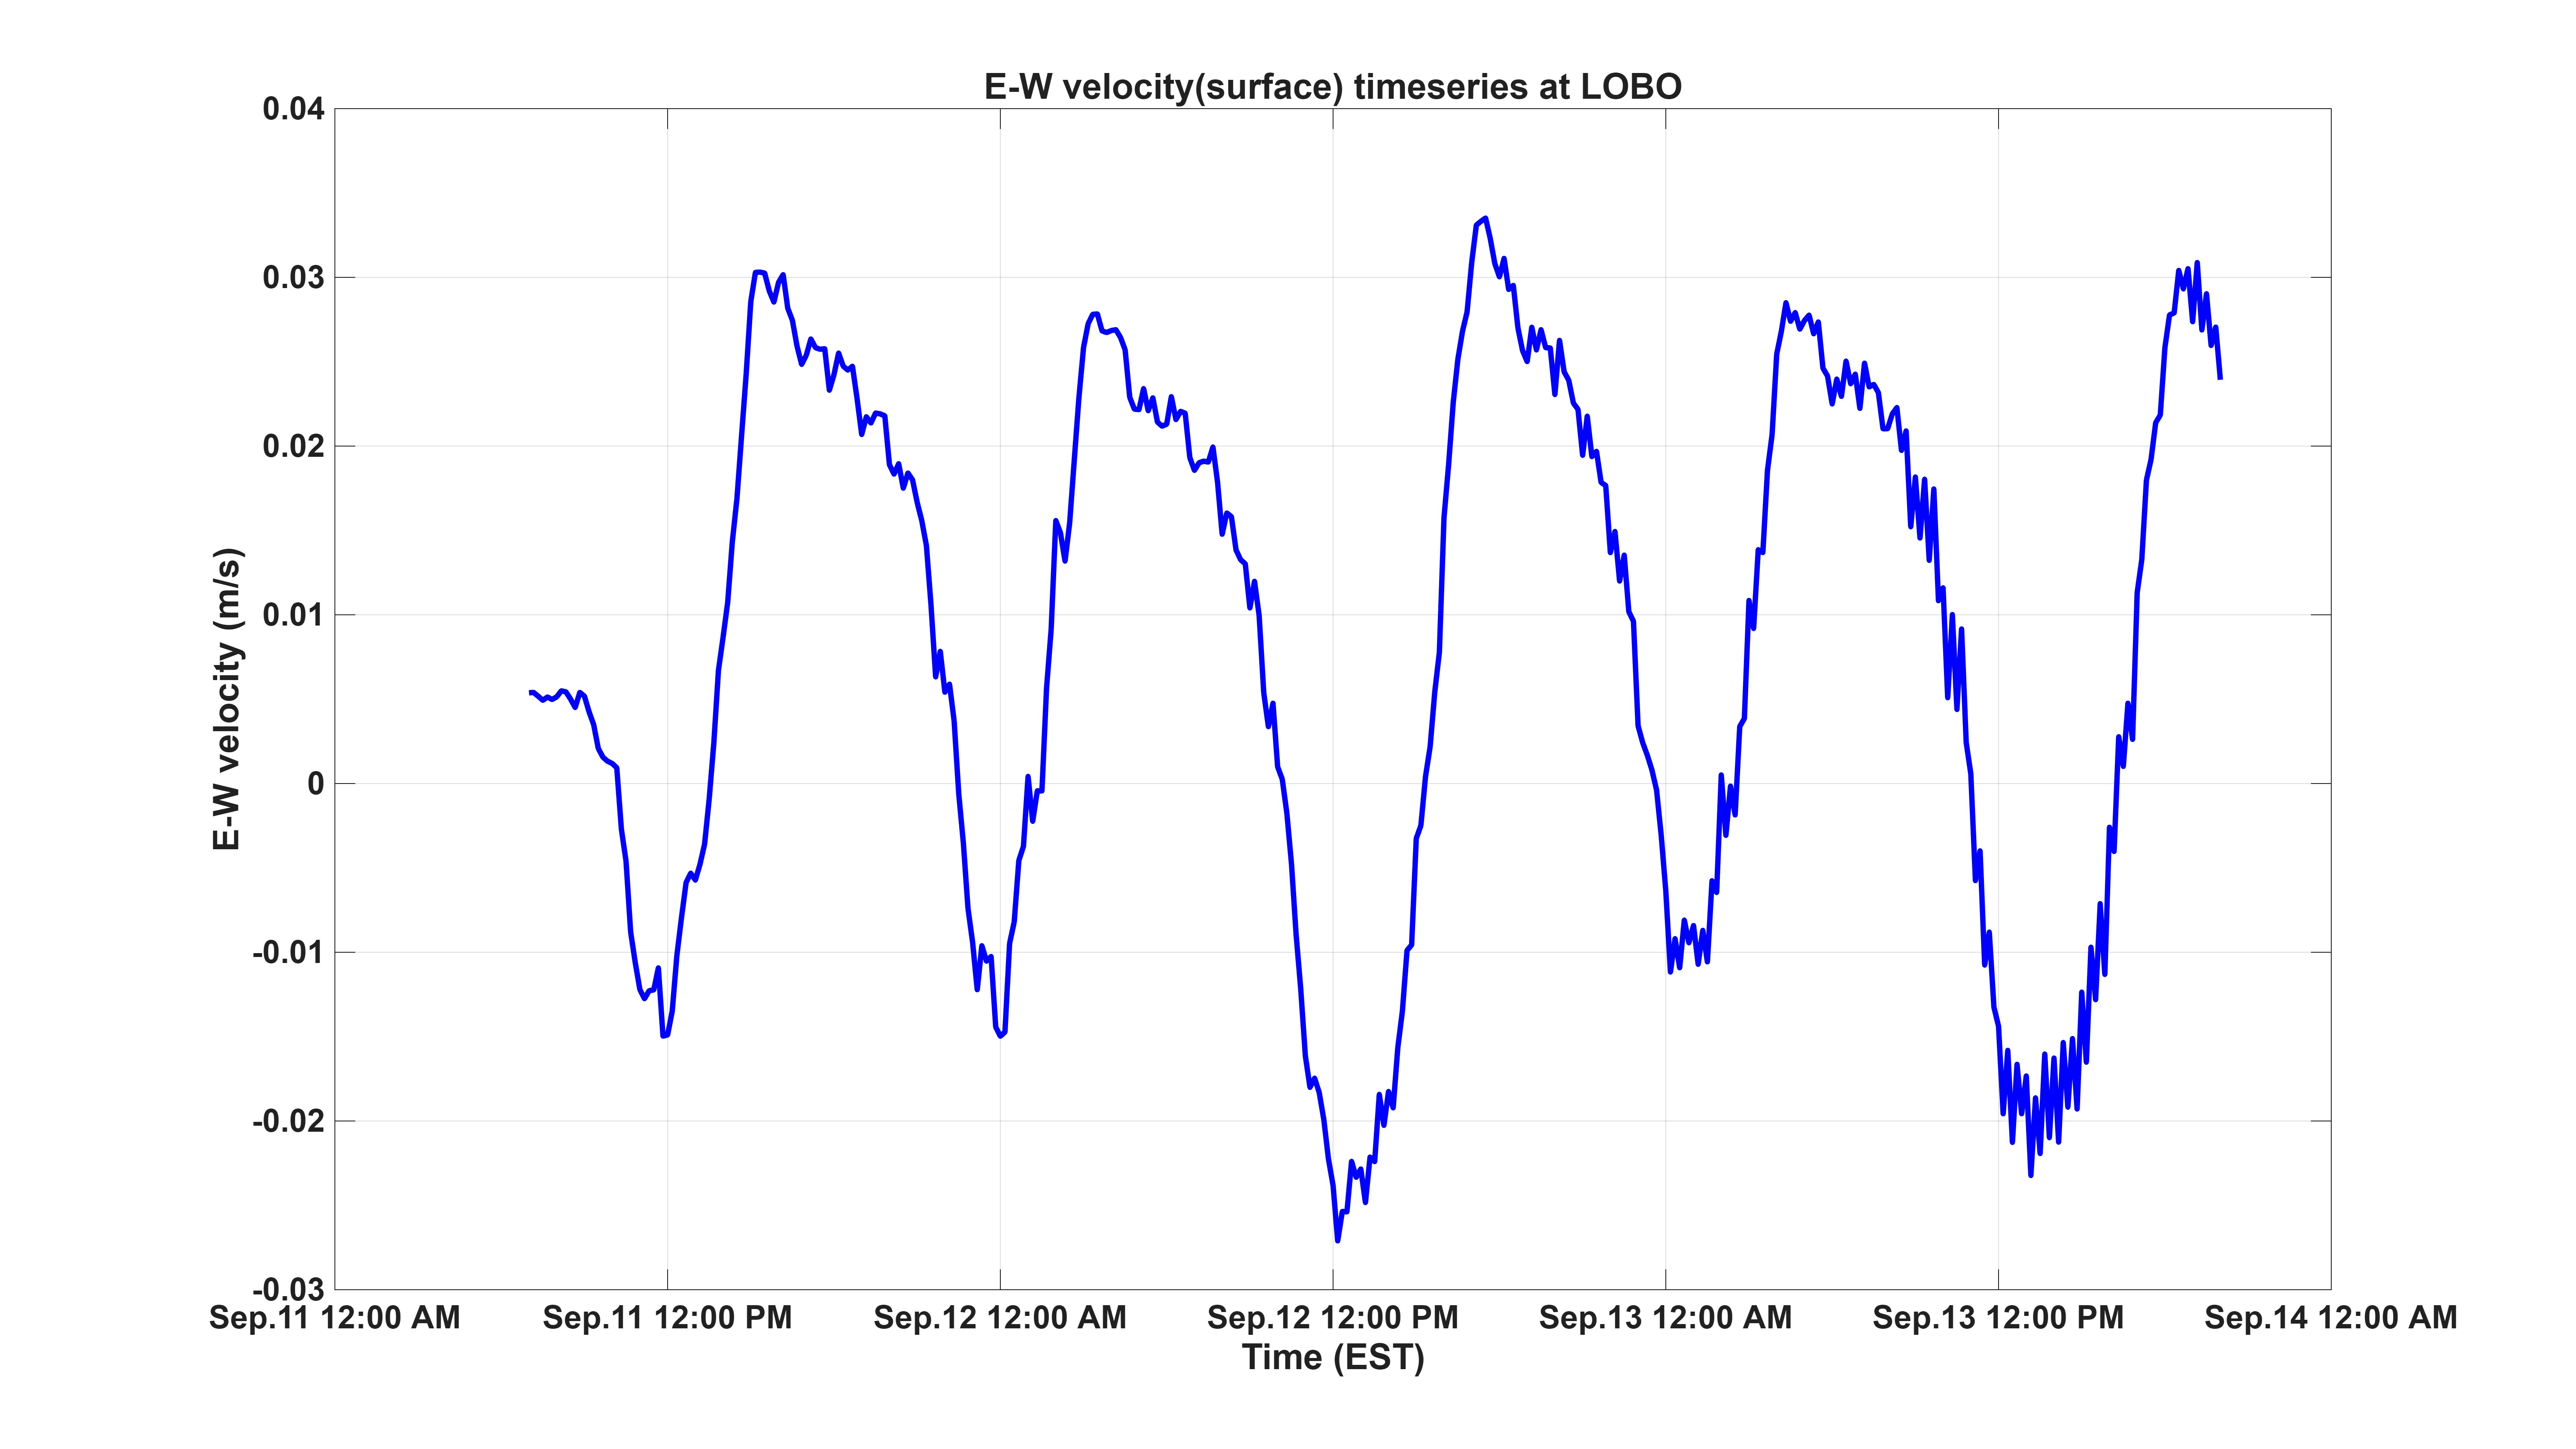 E-W velocity(surface) timeseries at LOBO
0.04
0.03
0.02
0.01
0
-0.01
-0.02
-0.03
E-W velocity (m/s)
Sep.11 12:00 AM
Sep.11 12:00 PM
Sep.12 12:00 AM
Sep.12 12:00 PM
Sep.13 12:00 AM
Sep.13 12:00 PM
Sep.14 12:00 AM
Time (EST)